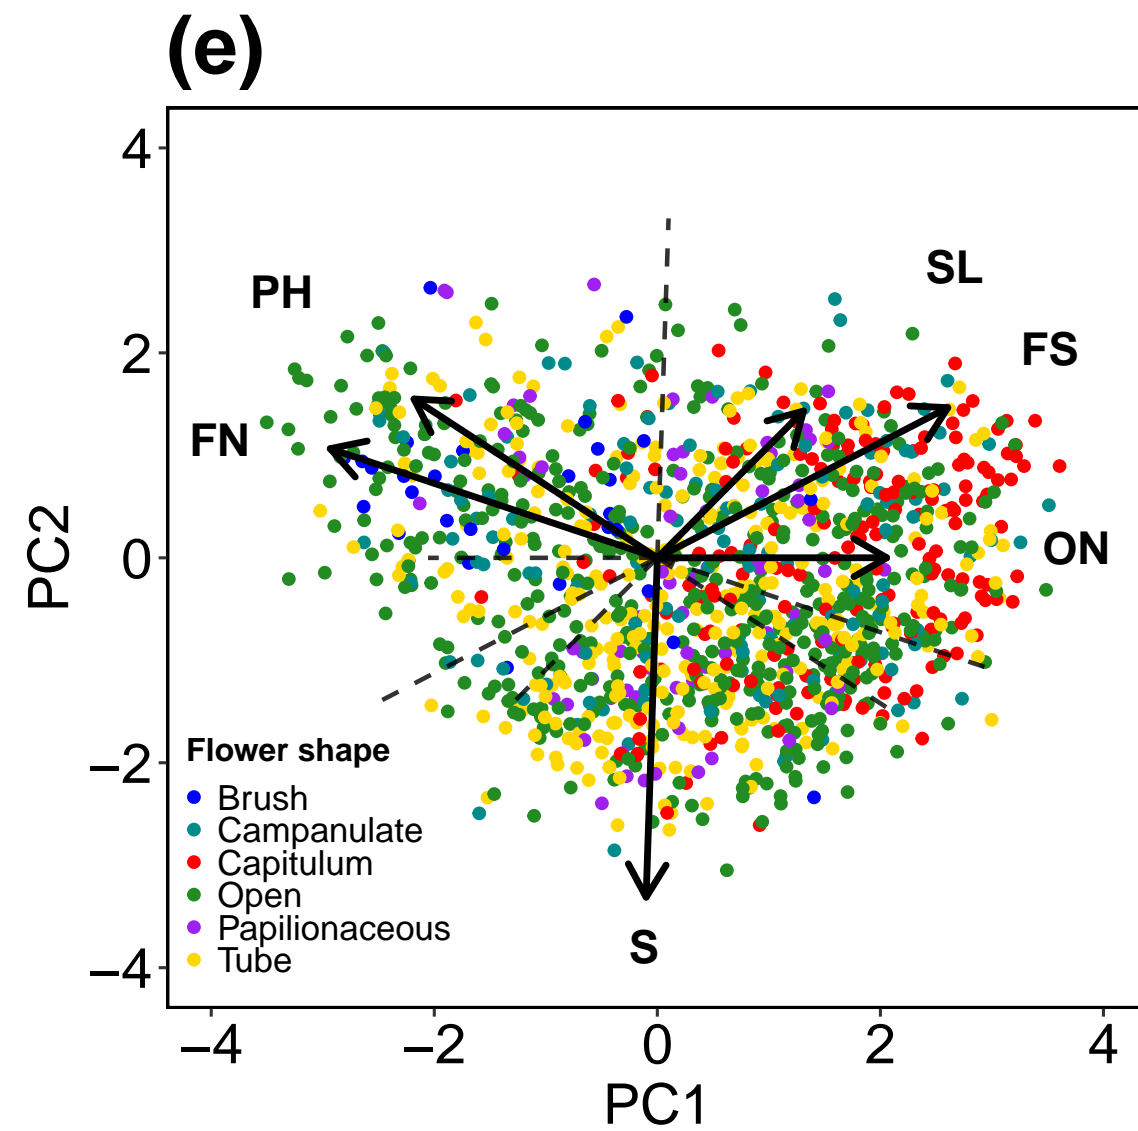 (e)
4
2
0
−2
−4
PC2
PH
SL
FS
FN
ON
S
Flower shape
Brush
Campanulate
Capitulum
Open
Papilionaceous
Tube
−4
−2
0
2
4
PC1